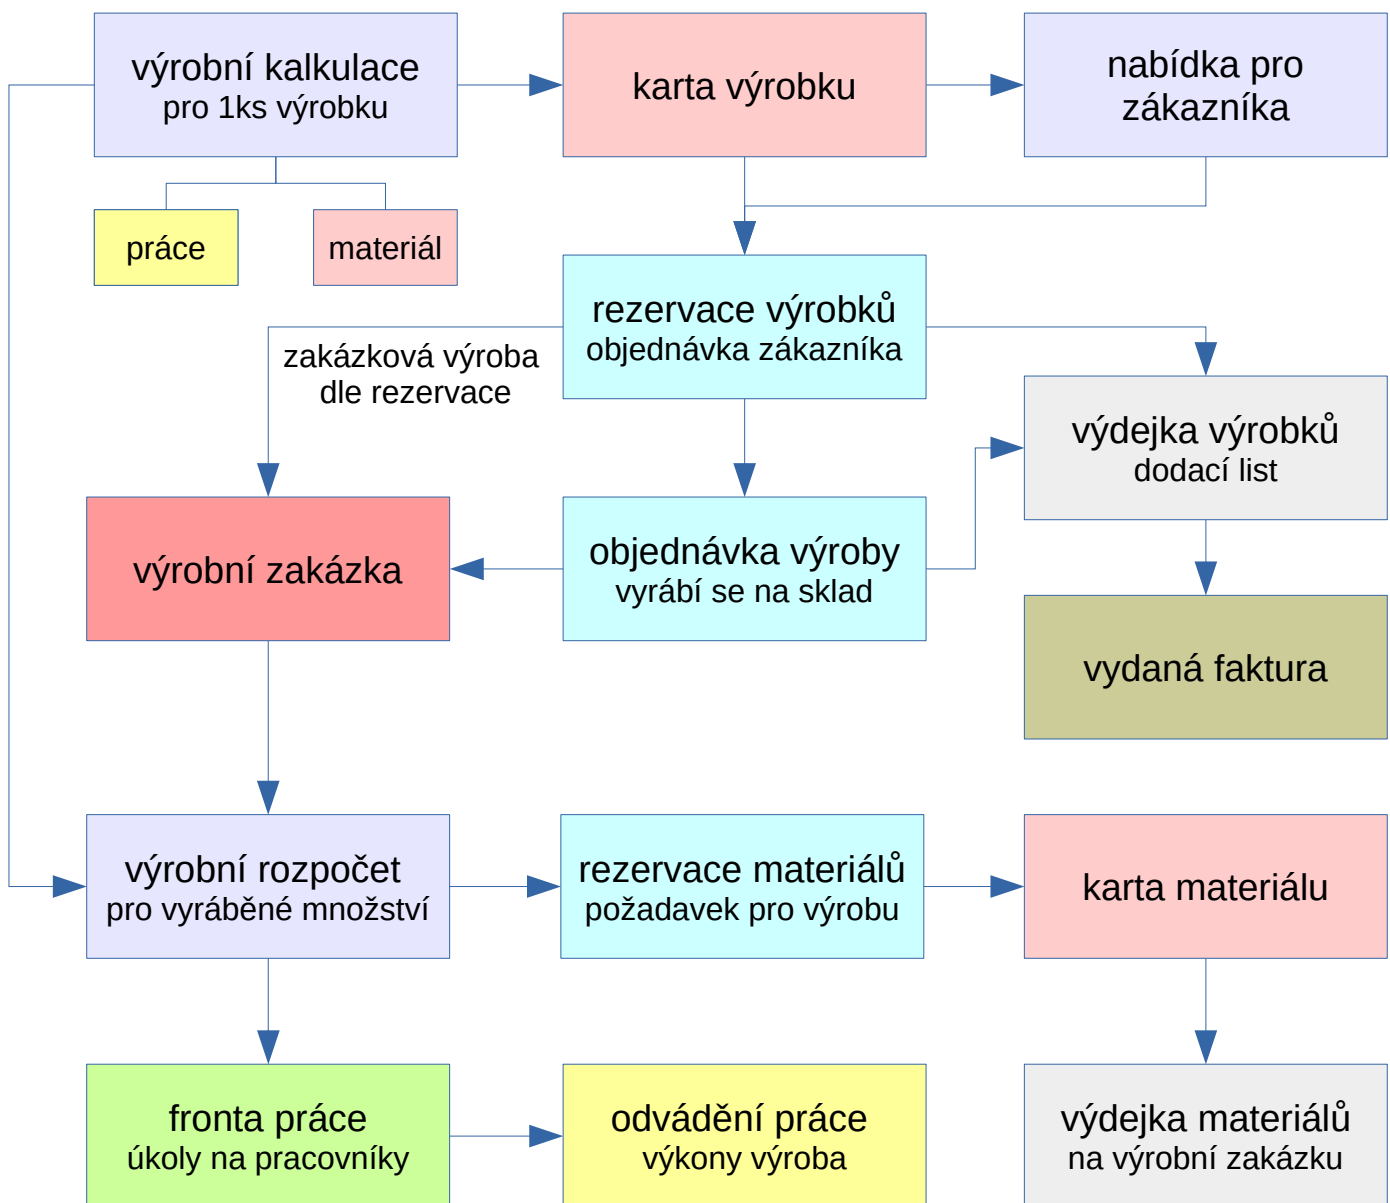 výrobní kalkulace
pro 1ks výrobku
karta výrobku
nabídka pro
zákazníka
práce
materiál
rezervace výrobků
objednávka zákazníka
zakázková výroba
dle rezervace
výdejka výrobků
dodací list
výrobní zakázka
objednávka výroby
vyrábí se na sklad
vydaná faktura
výrobní rozpočet
pro vyráběné množství
rezervace materiálů
požadavek pro výrobu
karta materiálu
fronta práce
úkoly na pracovníky
odvádění práce
výkony výroba
výdejka materiálů
na výrobní zakázku